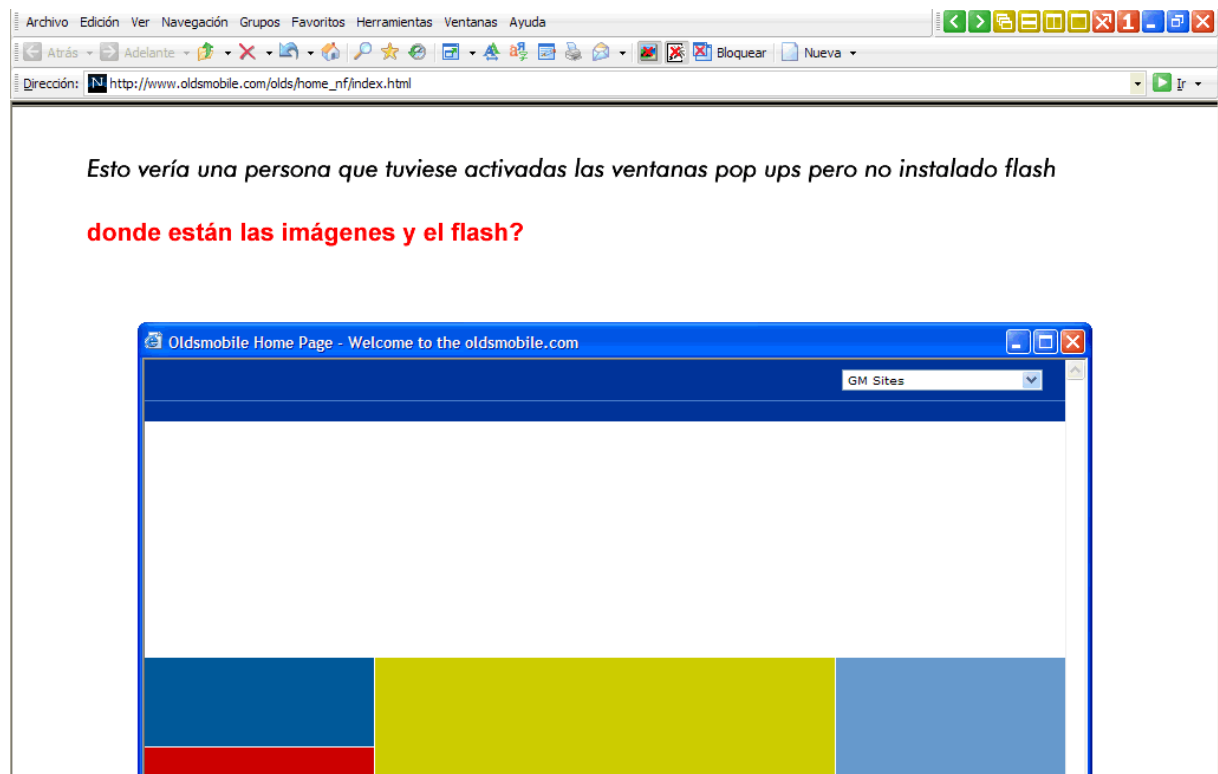 Archivo Edición Ver Navegación Grupos Favoritos Herramientas Ventanas Ayuda
Atrás Adelante Bloquear Nueva
Dirección: http://www.oldsmobile.com/olds/home_nf/index.html Ir
Esto vería una persona que tuviese activadas las ventanas pop ups pero no instalado flash
donde están las imágenes y el flash?
Oldsmobile Home Page - Welcome to the oldsmobile.com
GM Sites